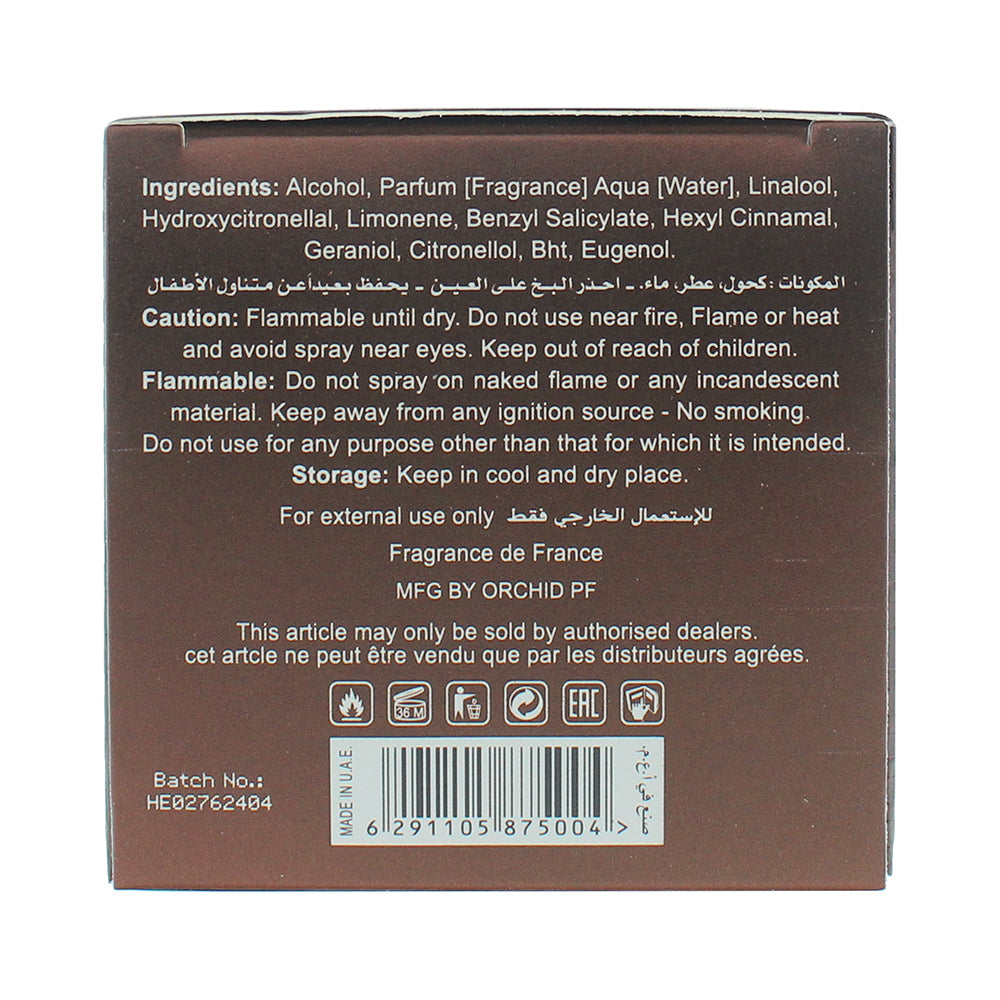 Ingredients: Alcohol, Parfum [Fragrance] Aqua [Water], Linalool,
Hydroxycitronellal, Limonene, Benzyl Salicylate, Hexyl Cinnamal,
Geraniol, Citronellol, Bht, Eugenol.
المكونات : كحول، عطر، ماء. - احذر البخ على العين - يحفظ بعيداً عن متناول الأطفال
Caution: Flammable until dry. Do not use near fire, Flame or heat
and avoid spray near eyes. Keep out of reach of children.
Flammable: Do not spray on naked flame or any incandescent
material. Keep away from any ignition source - No smoking.
Do not use for any purpose other than that for which it is intended.
Storage: Keep in cool and dry place.
For external use only للإستعمال الخارجي فقط
Fragrance de France
MFG BY ORCHID PF
This article may only be sold by authorised dealers.
cet artcle ne peut être vendu que par les distributeurs agrées.
36 M
EAC
Batch No.:
HE02762404
MADE IN U.A.E.
6 291105 875004 >
صنع في أ.ع.م